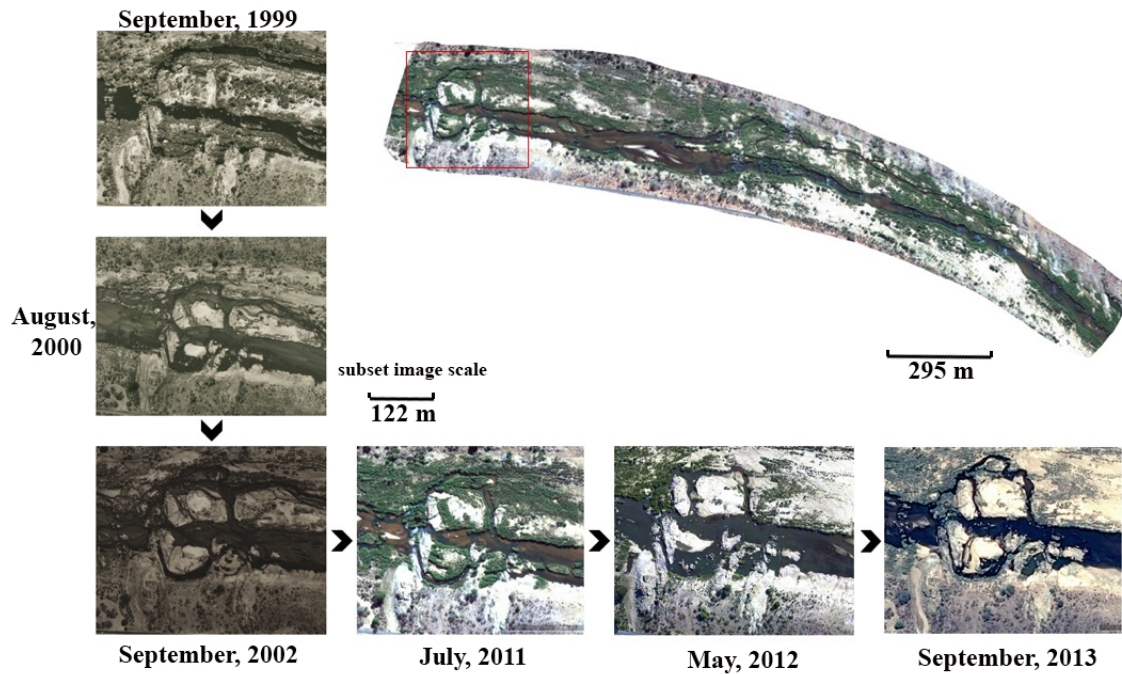 September, 1999
August,
2000
subset image scale
122 m
295 m
September, 2002
July, 2011
May, 2012
September, 2013